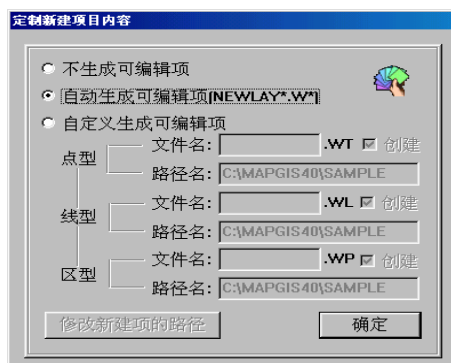 定制新建项目内容
不生成可编辑项
自动生成可编辑项[NEWLAY*.W*]
自定义生成可编辑项
点型 文件名: .WT 创建
路径名: C:\MAPGIS40\SAMPLE
线型 文件名: .WL 创建
路径名: C:\MAPGIS40\SAMPLE
区型 文件名: .WP 创建
路径名: C:\MAPGIS40\SAMPLE
修改新建项的路径 确定